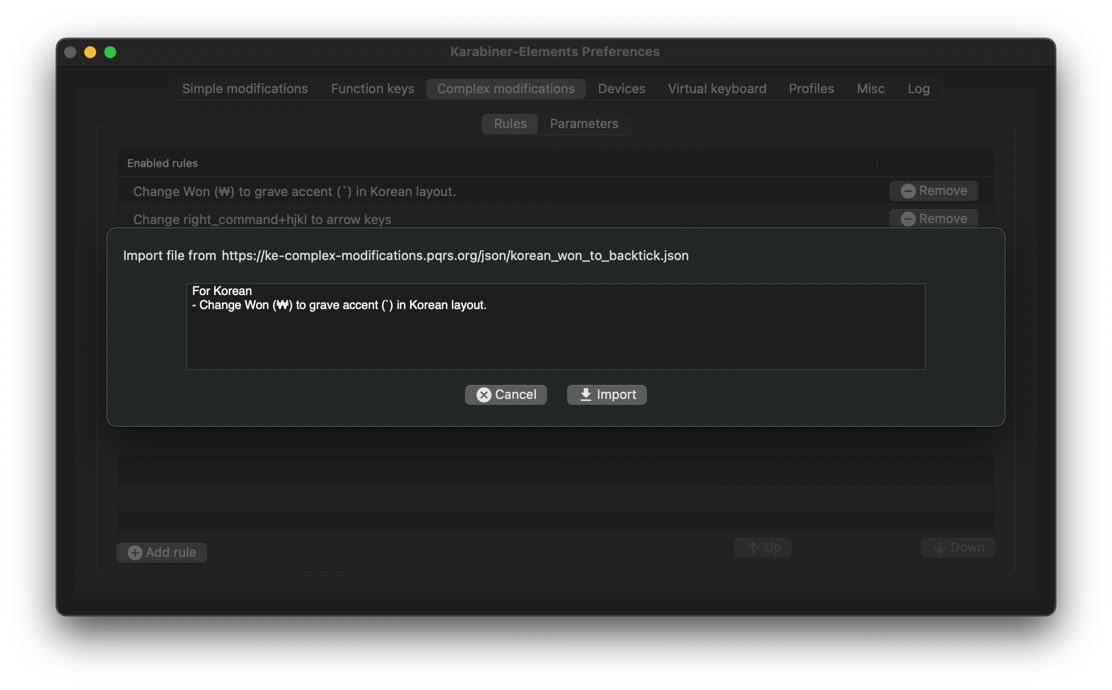 Karabiner-Elements Preferences
Simple modifications Function keys Complex modifications Devices Virtual keyboard Profiles Misc Log
Rules Parameters
Enabled rules
Change Won (₩) to grave accent (`) in Korean layout. Remove
Change right_command+hjkl to arrow keys Remove
Import file from https://ke-complex-modifications.pqrs.org/json/korean_won_to_backtick.json
For Korean
- Change Won (₩) to grave accent (`) in Korean layout.
Cancel Import
Add rule Up Down